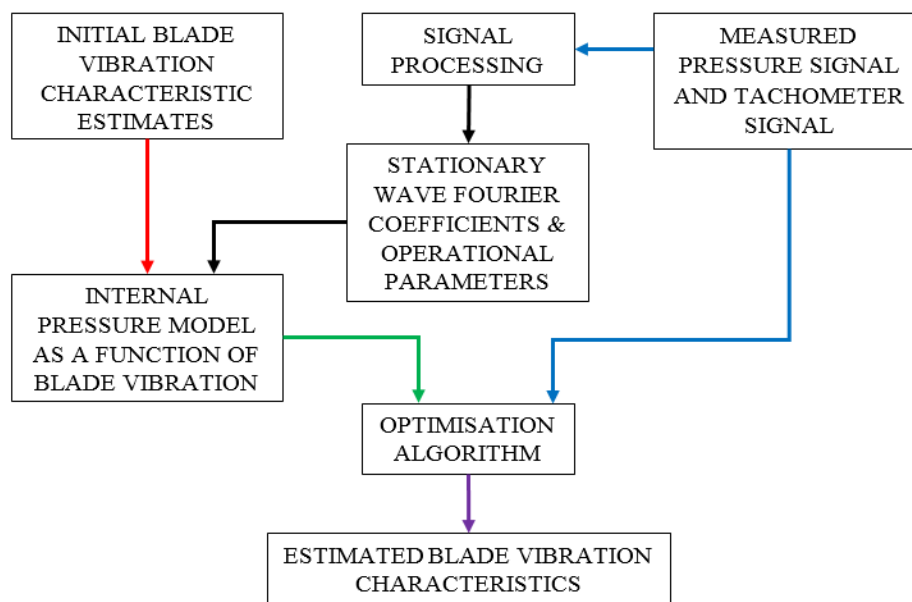 INITIAL BLADE
VIBRATION
CHARACTERISTIC
ESTIMATES
SIGNAL
PROCESSING
MEASURED
PRESSURE SIGNAL
AND TACHOMETER
SIGNAL
STATIONARY
WAVE FOURIER
COEFFICIENTS &
OPERATIONAL
PARAMETERS
INTERNAL
PRESSURE MODEL
AS A FUNCTION OF
BLADE VIBRATION
OPTIMISATION
ALGORITHM
ESTIMATED BLADE VIBRATION
CHARACTERISTICS